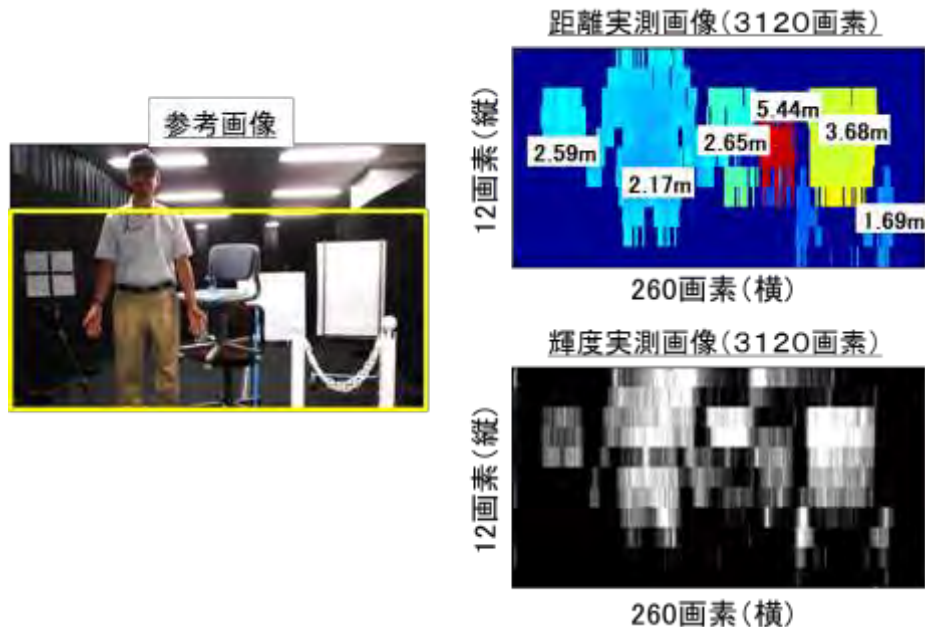 参考画像
距離実測画像(3120画素)
12画素(縦)
2.59m
2.17m
2.65m
5.44m
3.68m
1.69m
260画素(横)
輝度実測画像(3120画素)
12画素(縦)
260画素(横)